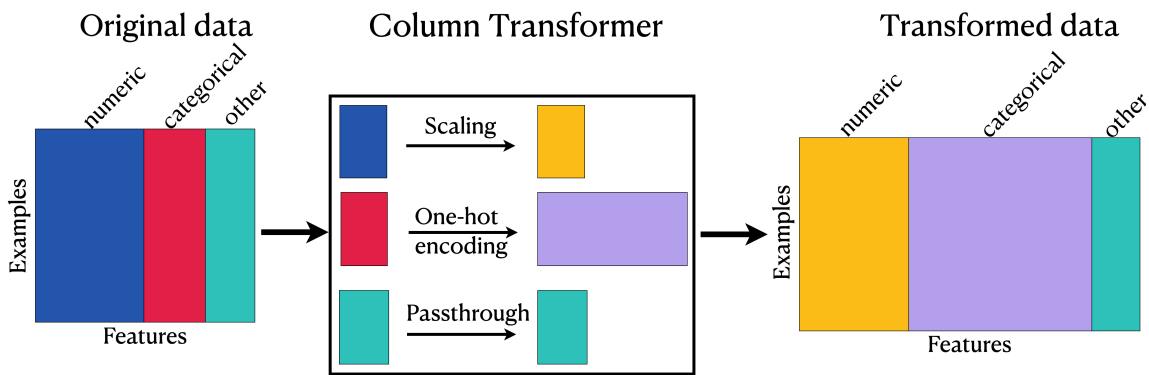 Original data
Column Transformer
Transformed data
numeric
categorical
other
Examples
Features
Scaling
One-hot
encoding
Passthrough
numeric
categorical
other
Examples
Features